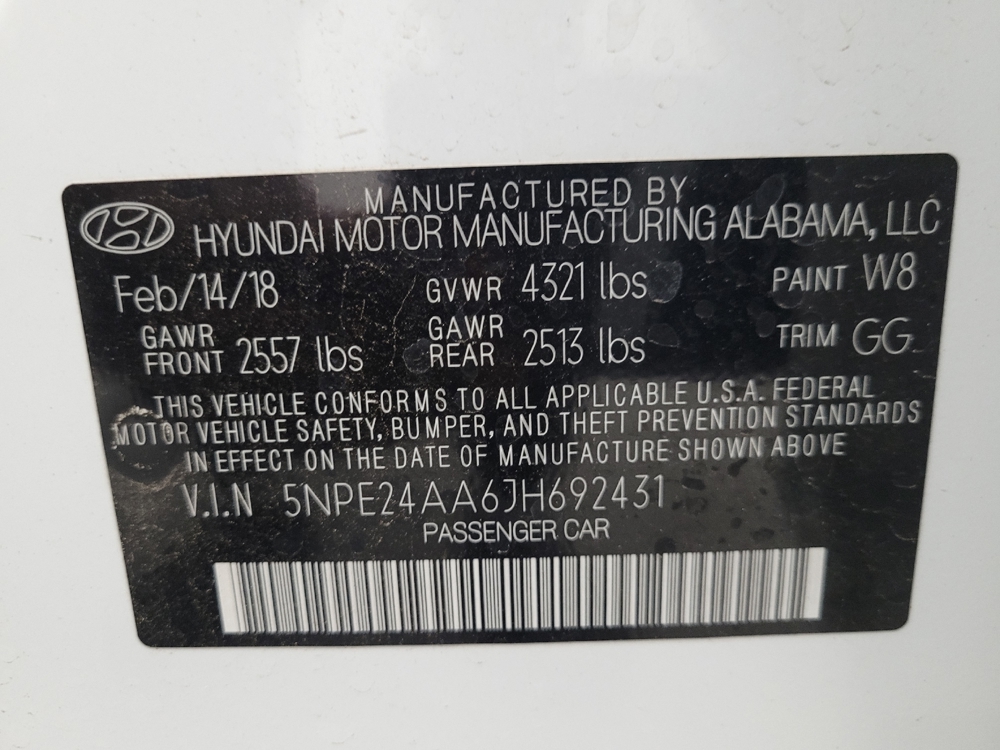 MANUFACTURED BY
HYUNDAI MOTOR MANUFACTURING ALABAMA, LLC
Feb/14/18 GVWR 4321 lbs PAINT W8
GAWR FRONT 2557 lbs GAWR REAR 2513 lbs TRIM GG
THIS VEHICLE CONFORMS TO ALL APPLICABLE U.S.A. FEDERAL
MOTOR VEHICLE SAFETY, BUMPER, AND THEFT PREVENTION STANDARDS
IN EFFECT ON THE DATE OF MANUFACTURE SHOWN ABOVE
V.I.N 5NPE24AA6JH692431
PASSENGER CAR